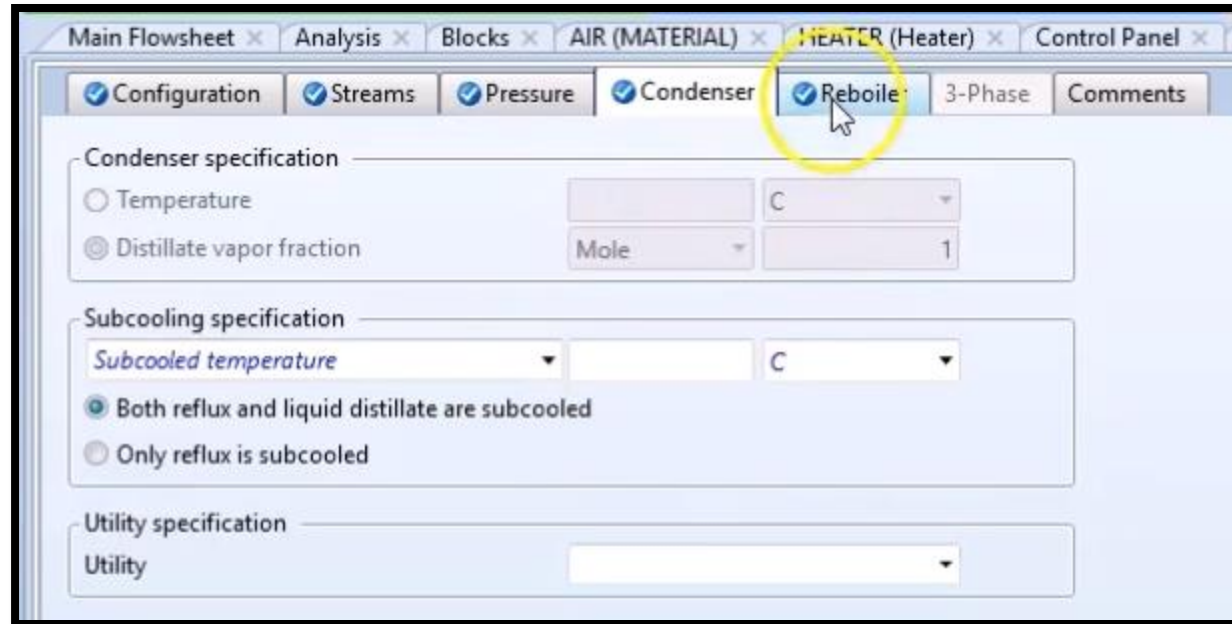 Main Flowsheet Analysis Blocks AIR (MATERIAL) HEATER (Heater) Control Panel
Configuration Streams Pressure Condenser Reboiler 3-Phase Comments
Condenser specification
Temperature C
Distillate vapor fraction Mole 1
Subcooling specification
Subcooled temperature C
Both reflux and liquid distillate are subcooled
Only reflux is subcooled
Utility specification
Utility